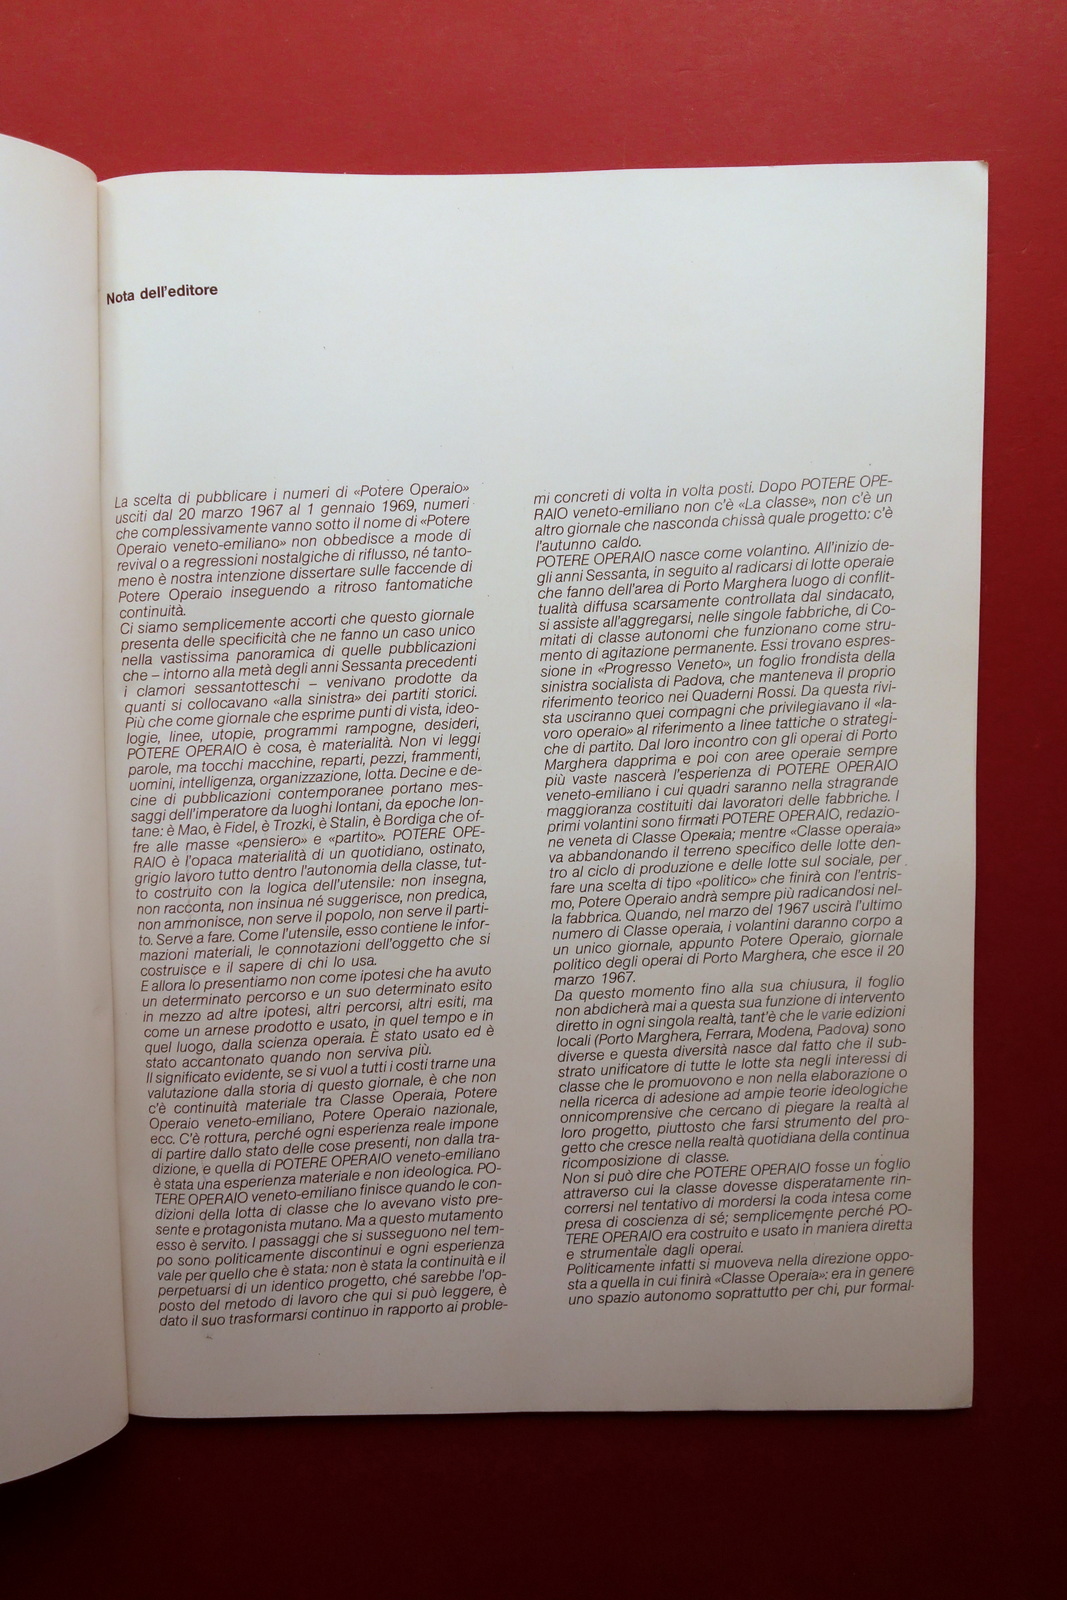 Nota dell'editore
La scelta di pubblicare i numeri di «Potere Operaio»
usciti dal 20 marzo 1967 al 1 gennaio 1969, numeri
che complessivamente vanno sotto il nome di «Potere
Operaio veneto-emiliano» non obbedisce a mode di
revival o a regressioni nostalgiche di riflusso, né tanto-
meno è nostra intenzione dissertare sulle faccende di
Potere Operaio inseguendo a ritroso fantomatiche
continuità.
Ci siamo semplicemente accorti che questo giornale
presenta delle specificità che ne fanno un caso unico
nella vastissima panoramica di quelle pubblicazioni
che – intorno alla metà degli anni Sessanta precedenti
i clamori sessantotteschi – venivano prodotte da
quanti si collocavano «alla sinistra» dei partiti storici.
Più che come giornale che esprime punti di vista, ideo-
logie, linee, utopie, programmi rampogne, desideri,
POTERE OPERAIO è cosa, è materialità. Non vi leggi
parole, ma tocchi macchine, reparti, pezzi, frammenti,
uomini, intelligenza, organizzazione, lotta. Decine e de-
cine di pubblicazioni contemporanee portano mes-
saggi dell'imperatore da luoghi lontani, da epoche lon-
tane: è Mao, è Fidel, è Trozki, è Stalin, è Bordiga che of-
fre alle masse «pensiero» e «partito». POTERE OPE-
RAIO è l'opaca materialità di un quotidiano, ostinato,
grigio lavoro tutto dentro l'autonomia della classe, tut-
to costruito con la logica dell'utensile: non insegna,
non racconta, non insinua né suggerisce, non predica,
non ammonisce, non serve il popolo, non serve il parti-
to. Serve a fare. Come l'utensile, esso contiene le infor-
mazioni materiali, le connotazioni dell'oggetto che si
costruisce e il sapere di chi lo usa.
E allora lo presentiamo non come ipotesi che ha avuto
un determinato percorso e un suo determinato esito
in mezzo ad altre ipotesi, altri percorsi, altri esiti, ma
come un arnese prodotto e usato, in quel tempo e in
quel luogo, dalla scienza operaia. È stato usato ed è
stato accantonato quando non serviva più.
Il significato evidente, se si vuol a tutti i costi trarne una
valutazione dalla storia di questo giornale, è che non
c'è continuità materiale tra Classe Operaia, Potere
Operaio veneto-emiliano, Potere Operaio nazionale,
ecc. C'è rottura, perché ogni esperienza reale impone
di partire dallo stato delle cose presenti, non dalla tra-
dizione, e quella di POTERE OPERAIO veneto-emiliano
è stata una esperienza materiale e non ideologica. PO-
TERE OPERAIO veneto-emiliano finisce quando le con-
dizioni della lotta di classe che lo avevano visto pre-
sente e protagonista mutano. Ma a questo mutamento
esso è servito. I passaggi che si susseguono nel tem-
po sono politicamente discontinui e ogni esperienza
vale per quello che è stata: non è stata la continuità e il
perpetuarsi di un identico progetto, ché sarebbe l'op-
posto del metodo di lavoro che qui si può leggere, è
dato il suo trasformarsi continuo in rapporto ai proble-
mi concreti di volta in volta posti. Dopo POTERE OPE-
RAIO veneto-emiliano non c'è «La classe», non c'è un
altro giornale che nasconda chissà quale progetto: c'è
l'autunno caldo.
POTERE OPERAIO nasce come volantino. All'inizio de-
gli anni Sessanta, in seguito al radicarsi di lotte operaie
che fanno dell'area di Porto Marghera luogo di conflit-
tualità diffusa scarsamente controllata dal sindacato,
si assiste all'aggregarsi, nelle singole fabbriche, di Co-
mitati di classe autonomi che funzionano come stru-
mento di agitazione permanente. Essi trovano espres-
sione in «Progresso Veneto», un foglio frondista della
sinistra socialista di Padova, che manteneva il proprio
riferimento teorico nei Quaderni Rossi. Da questa rivi-
sta usciranno quei compagni che privilegiavano il «la-
voro operaio» al riferimento a linee tattiche o strategi-
che di partito. Dal loro incontro con gli operai di Porto
Marghera dapprima e poi con aree operaie sempre
più vaste nascerà l'esperienza di POTERE OPERAIO
veneto-emiliano i cui quadri saranno nella stragrande
maggioranza costituiti dai lavoratori delle fabbriche. I
primi volantini sono firmati POTERE OPERAIO, redazio-
ne veneta di Classe Operaia; mentre «Classe operaia»
va abbandonando il terreno specifico delle lotte den-
tro al ciclo di produzione e delle lotte sul sociale, per
fare una scelta di tipo «politico» che finirà con l'entris-
mo, Potere Operaio andrà sempre più radicandosi nel-
la fabbrica. Quando, nel marzo del 1967 uscirà l'ultimo
numero di Classe operaia, i volantini daranno corpo a
un unico giornale, appunto Potere Operaio, giornale
politico degli operai di Porto Marghera, che esce il 20
marzo 1967.
Da questo momento fino alla sua chiusura, il foglio
non abdicherà mai a questa sua funzione di intervento
diretto in ogni singola realtà, tant'è che le varie edizioni
locali (Porto Marghera, Ferrara, Modena, Padova) sono
diverse e questa diversità nasce dal fatto che il sub-
strato unificatore di tutte le lotte sta negli interessi di
classe che le promuovono e non nella elaborazione o
nella ricerca di adesione ad ampie teorie ideologiche
onnicomprensive che cercano di piegare la realtà al
loro progetto, piuttosto che farsi strumento del pro-
getto che cresce nella realtà quotidiana della continua
ricomposizione di classe.
Non si può dire che POTERE OPERAIO fosse un foglio
attraverso cui la classe dovesse disperatamente rin-
corrersi nel tentativo di mordersi la coda intesa come
presa di coscienza di sé; semplicemente perché PO-
TERE OPERAIO era costruito e usato in maniera diretta
e strumentale dagli operai.
Politicamente infatti si muoveva nella direzione oppo-
sta a quella in cui finirà «Classe Operaia»: era in genere
uno spazio autonomo soprattutto per chi, pur formal-